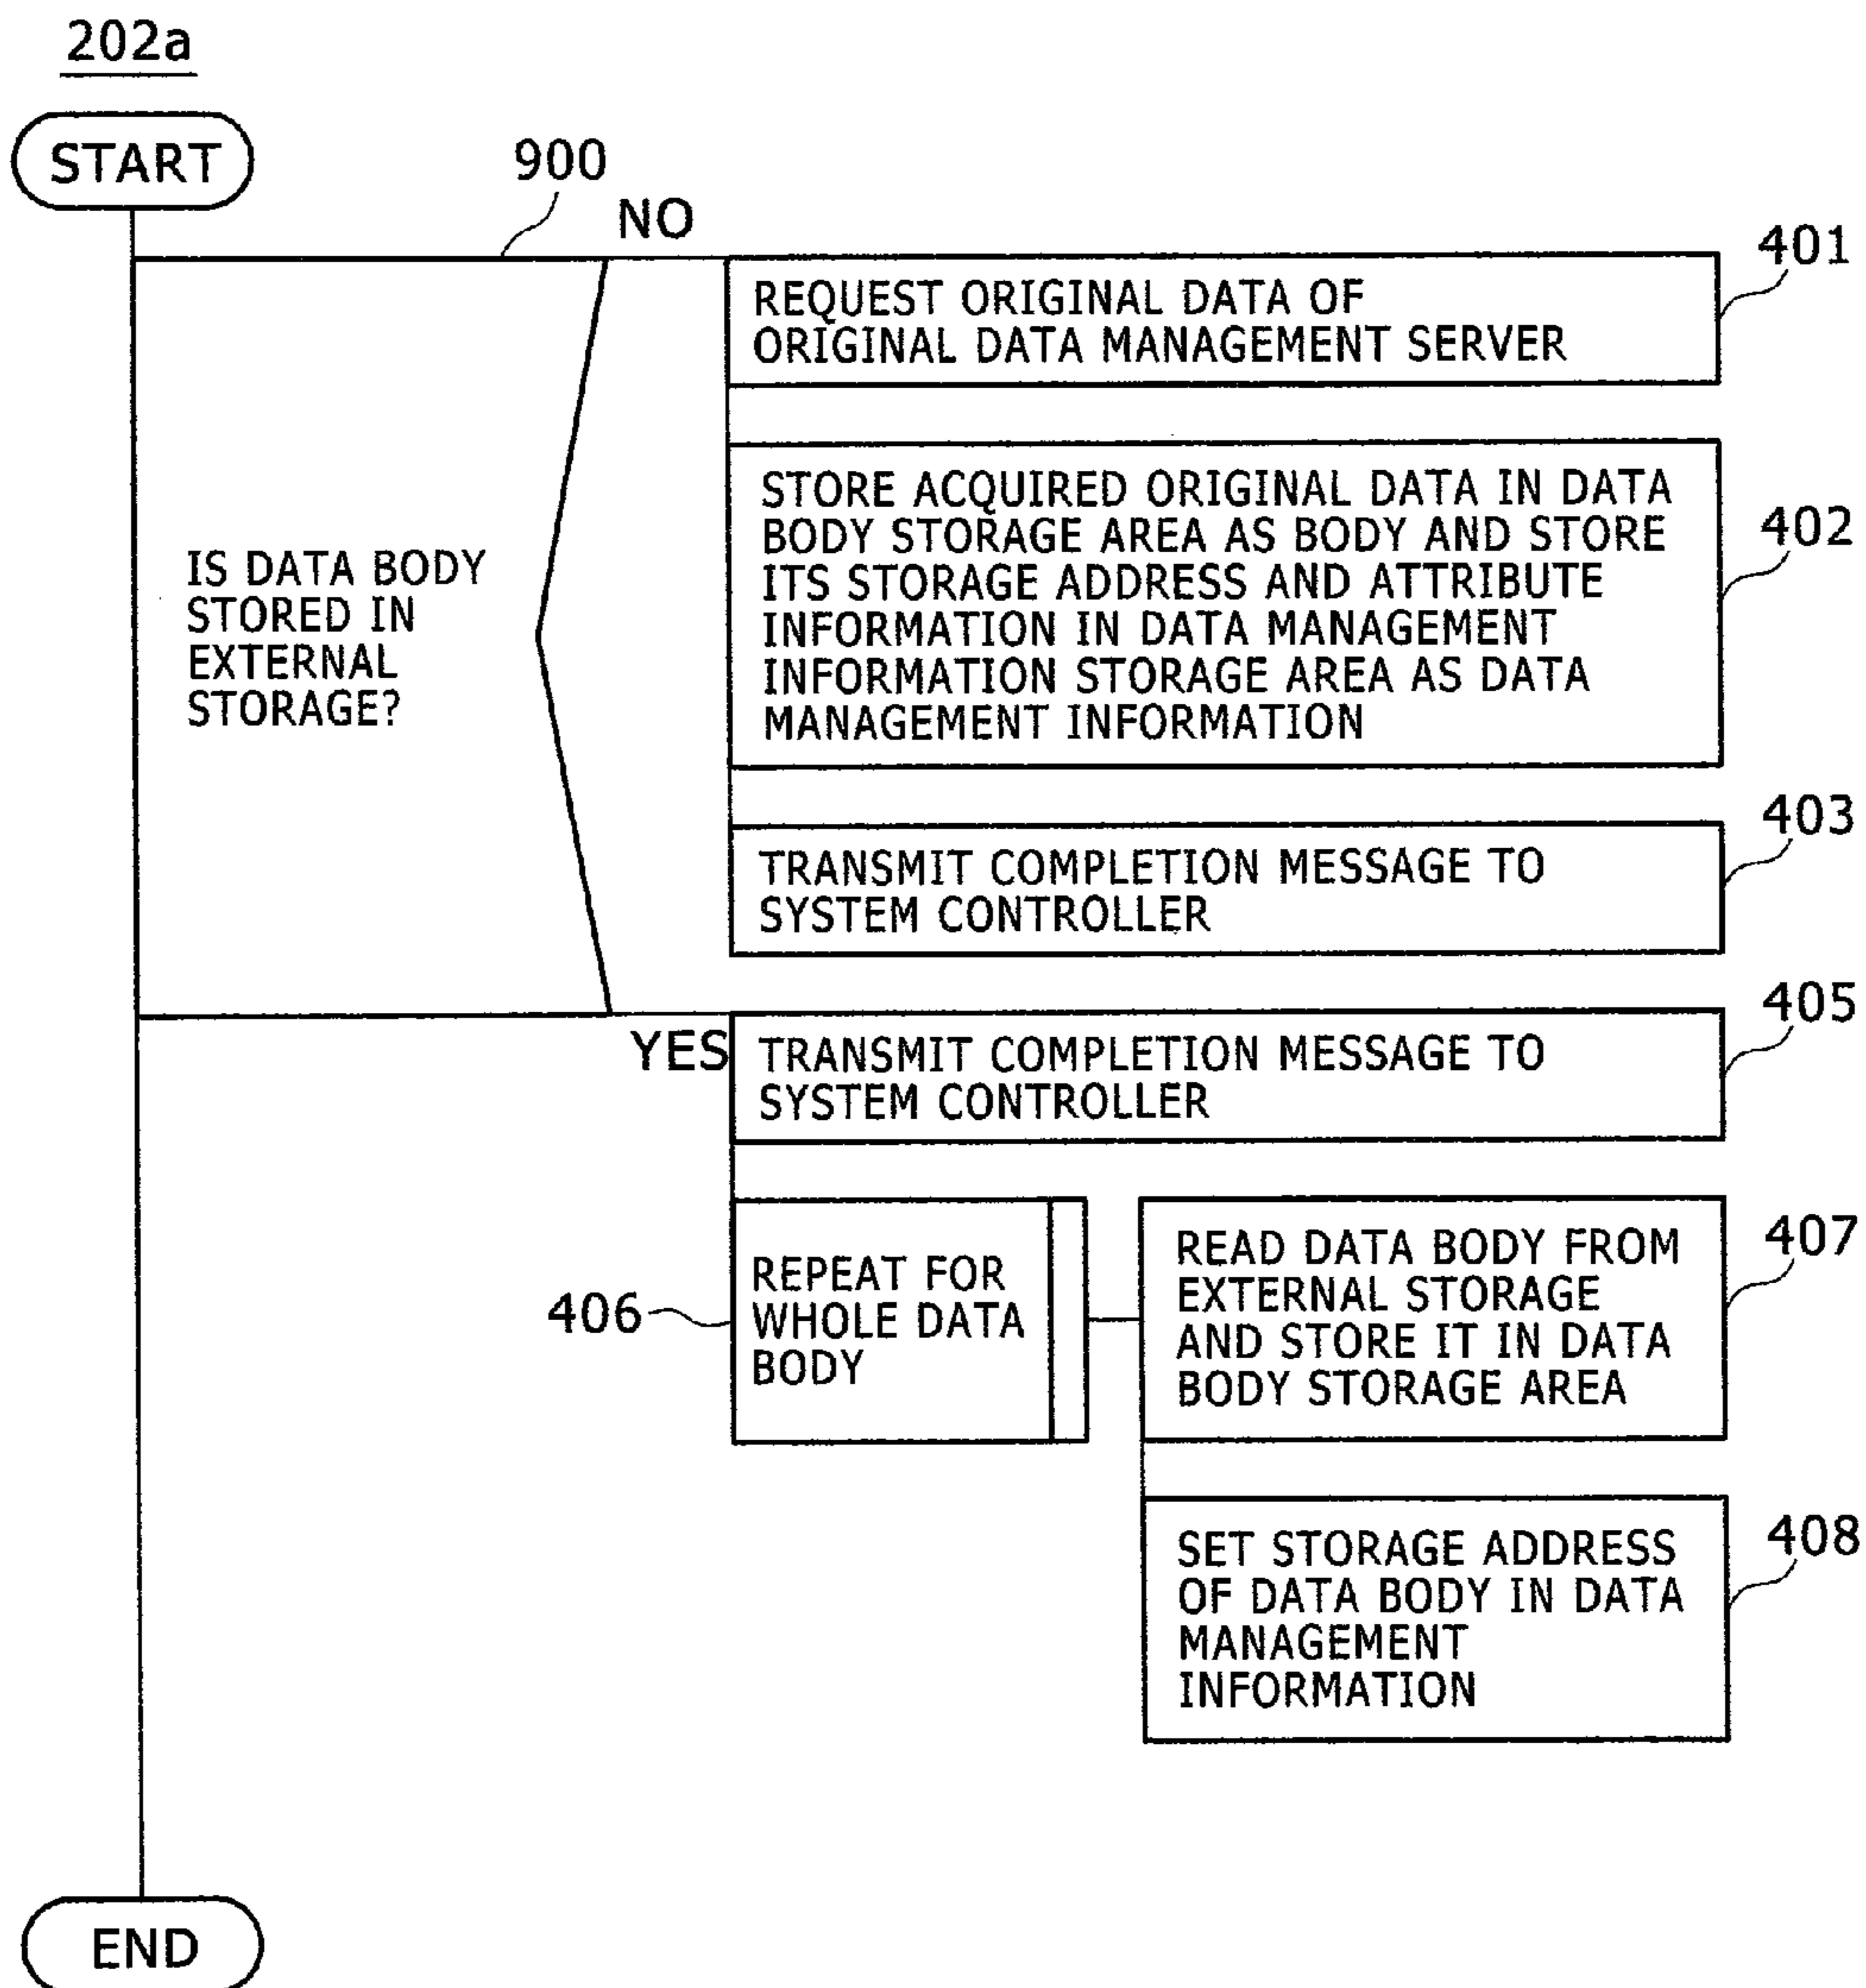 202a
START
900
NO
401
REQUEST ORIGINAL DATA OF
ORIGINAL DATA MANAGEMENT SERVER
STORE ACQUIRED ORIGINAL DATA IN DATA
BODY STORAGE AREA AS BODY AND STORE
ITS STORAGE ADDRESS AND ATTRIBUTE
INFORMATION IN DATA MANAGEMENT
INFORMATION STORAGE AREA AS DATA
MANAGEMENT INFORMATION
402
IS DATA BODY
STORED IN
EXTERNAL
STORAGE?
403
TRANSMIT COMPLETION MESSAGE TO
SYSTEM CONTROLLER
405
YES
TRANSMIT COMPLETION MESSAGE TO
SYSTEM CONTROLLER
406
REPEAT FOR
WHOLE DATA
BODY
407
READ DATA BODY FROM
EXTERNAL STORAGE
AND STORE IT IN DATA
BODY STORAGE AREA
408
SET STORAGE ADDRESS
OF DATA BODY IN DATA
MANAGEMENT
INFORMATION
END